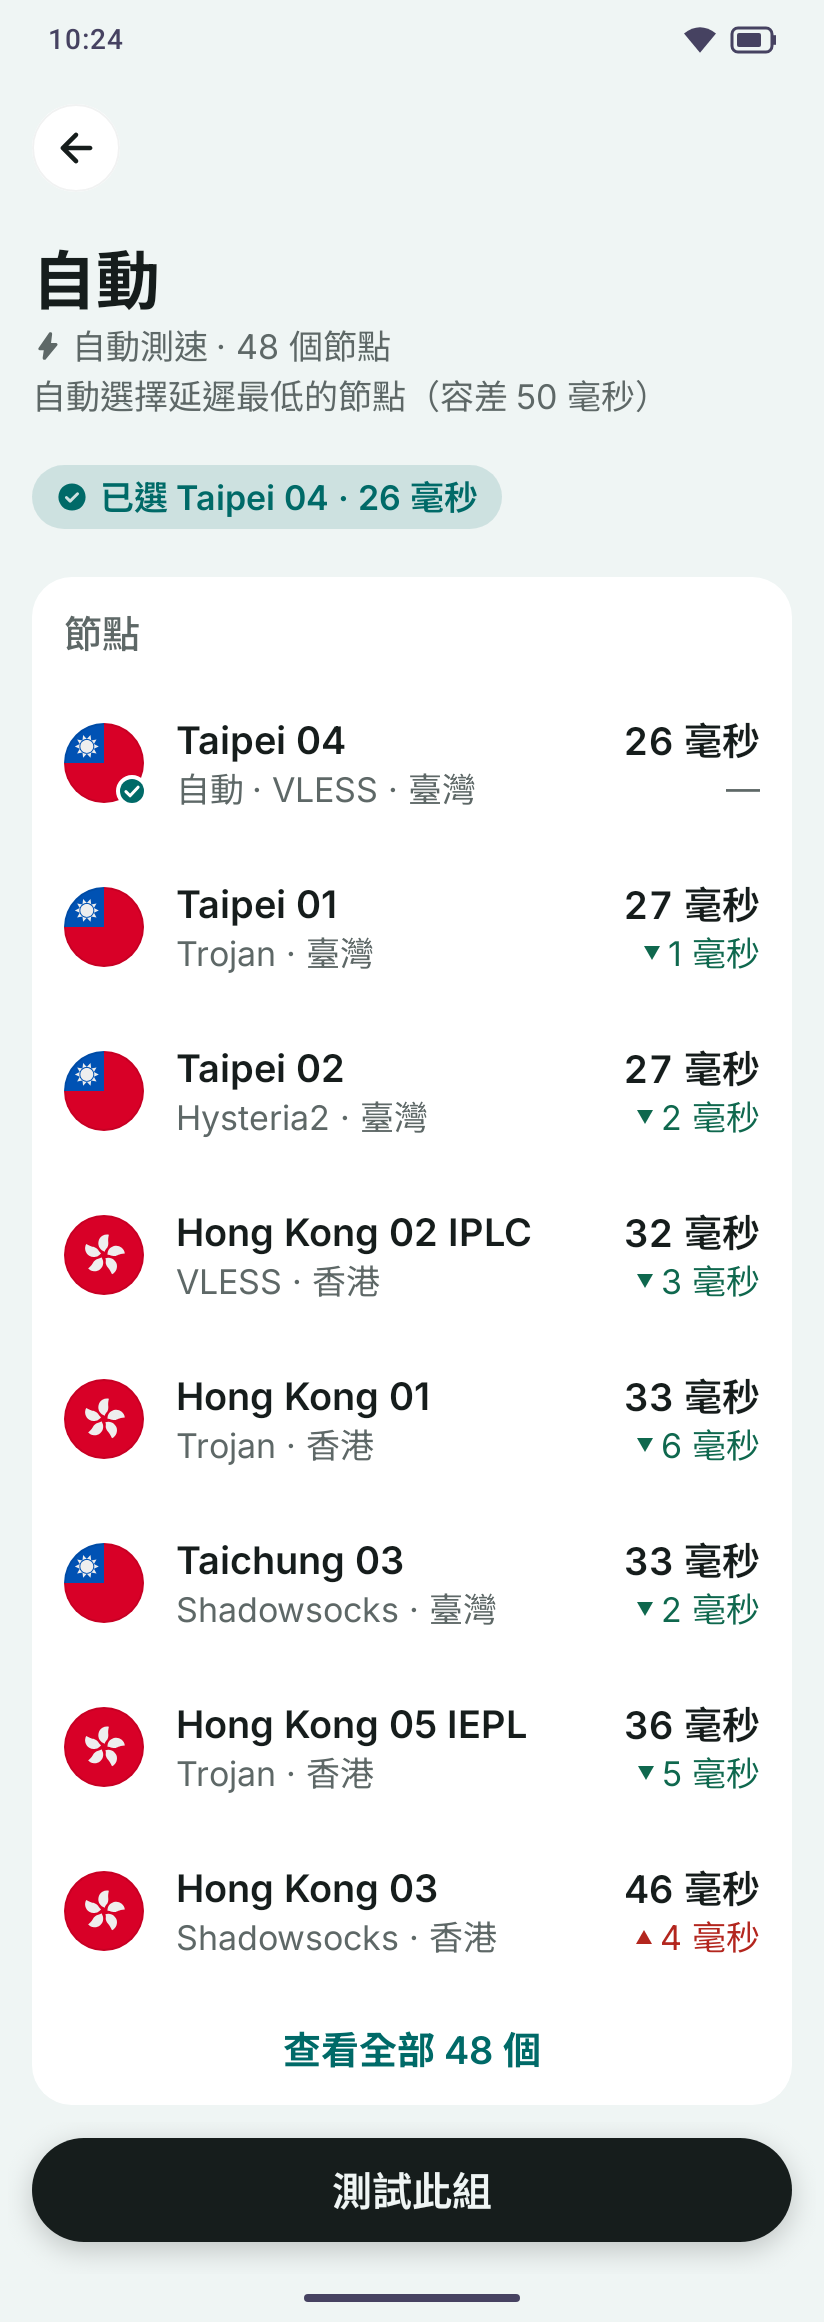 10:24
自動
自動測速 · 48 個節點
自動選擇延遲最低的節點（容差 50 毫秒）
已選 Taipei 04 · 26 毫秒
節點
Taipei 04
26 毫秒
自動 · VLESS · 臺灣
—
Taipei 01
27 毫秒
Trojan · 臺灣
▼1 毫秒
Taipei 02
27 毫秒
Hysteria2 · 臺灣
▼2 毫秒
Hong Kong 02 IPLC
32 毫秒
VLESS · 香港
▼3 毫秒
Hong Kong 01
33 毫秒
Trojan · 香港
▼6 毫秒
Taichung 03
33 毫秒
Shadowsocks · 臺灣
▼2 毫秒
Hong Kong 05 IEPL
36 毫秒
Trojan · 香港
▼5 毫秒
Hong Kong 03
46 毫秒
Shadowsocks · 香港
▲4 毫秒
查看全部 48 個
測試此組